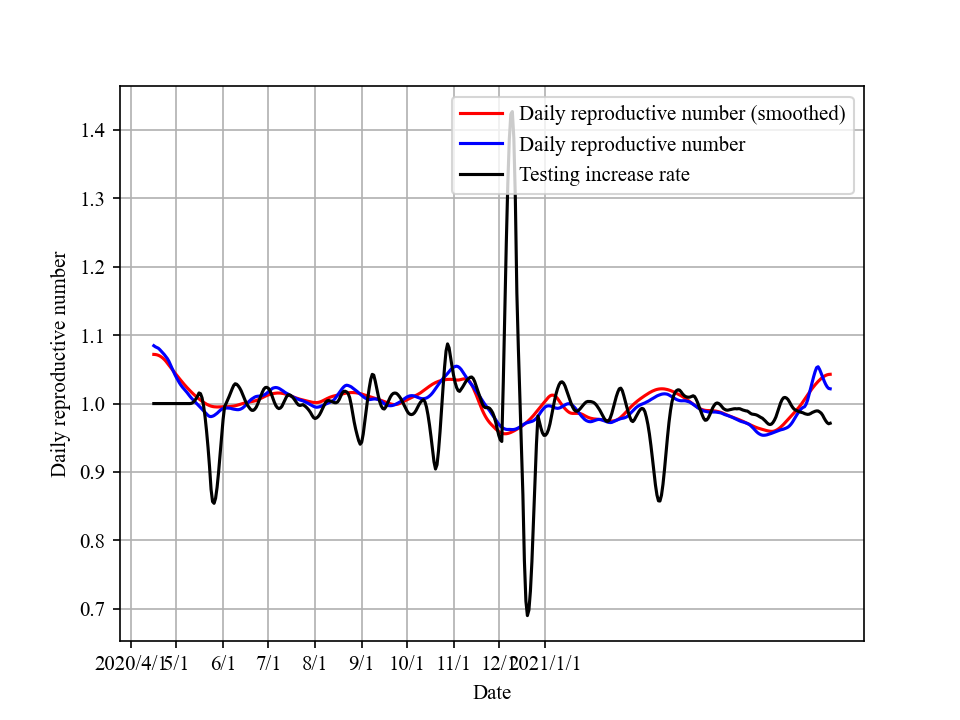 Daily reproductive number (smoothed)
Daily reproductive number
Testing increase rate
Daily reproductive number
1.4
1.3
1.2
1.1
1.0
0.9
0.8
0.7
2020/4/1 5/1 6/1 7/1 8/1 9/1 10/1 11/1 12/1 2021/1/1
Date